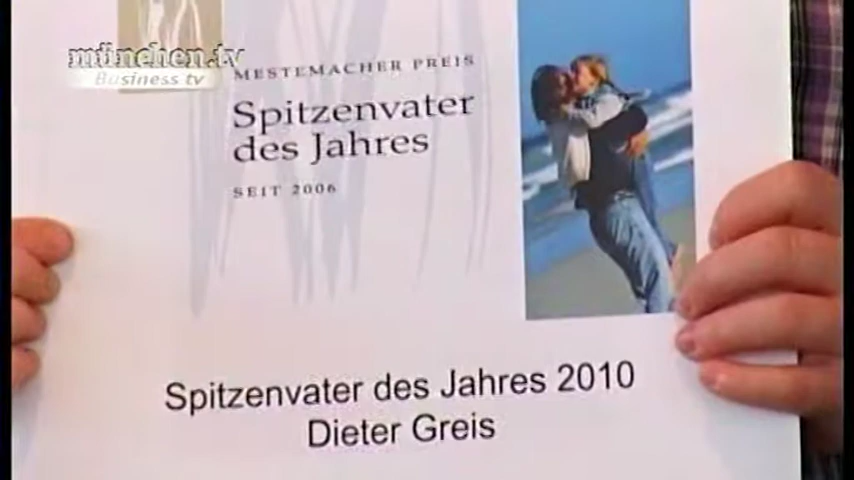 münchen.tv
Business tv
MESTEMACHER PREIS
Spitzenvater
des Jahres
SEIT 2006
Spitzenvater des Jahres 2010
Dieter Greis